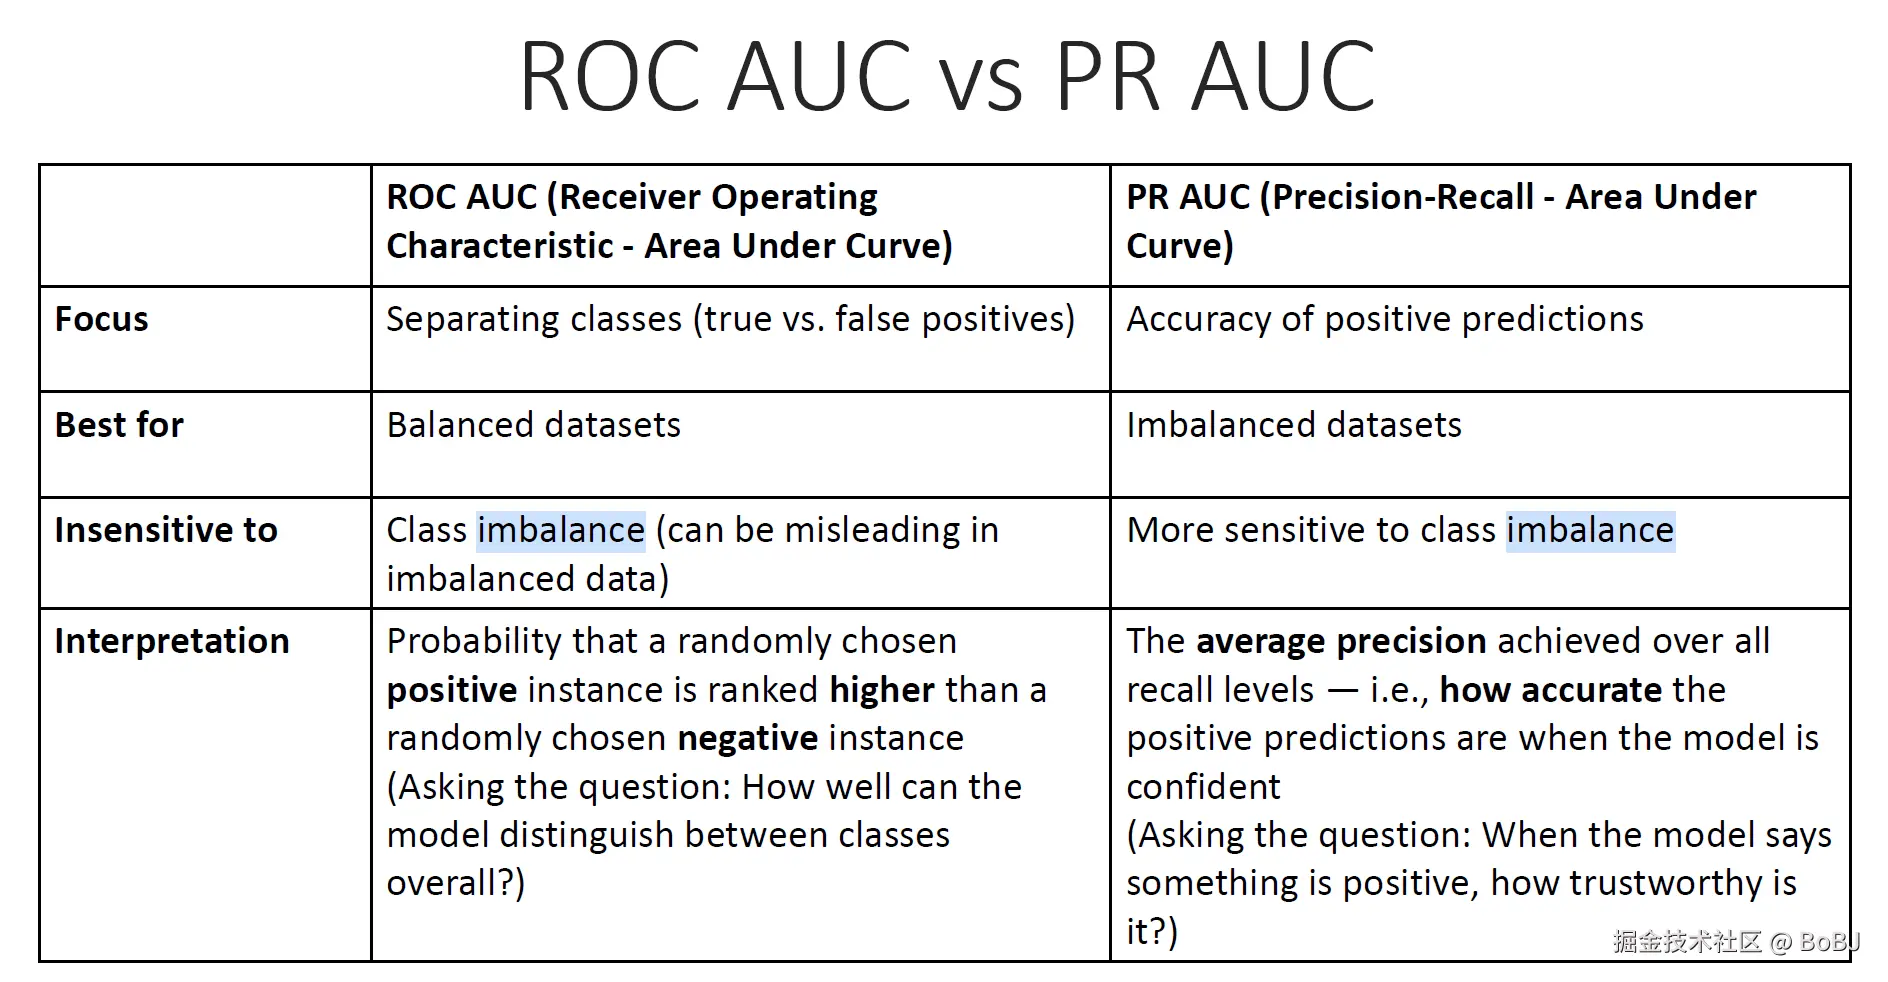 ROC AUC vs PR AUC
ROC AUC (Receiver Operating
Characteristic - Area Under Curve)
PR AUC (Precision-Recall - Area Under
Curve)
Focus
Separating classes (true vs. false positives)
Accuracy of positive predictions
Best for
Balanced datasets
Imbalanced datasets
Insensitive to
Class imbalance (can be misleading in
imbalanced data)
More sensitive to class imbalance
Interpretation
Probability that a randomly chosen
positive instance is ranked higher than a
randomly chosen negative instance
(Asking the question: How well can the
model distinguish between classes
overall?)
The average precision achieved over all
recall levels — i.e., how accurate the
positive predictions are when the model is
confident
(Asking the question: When the model says
something is positive, how trustworthy is
it?)
掘金技术社区 @ BoBJ